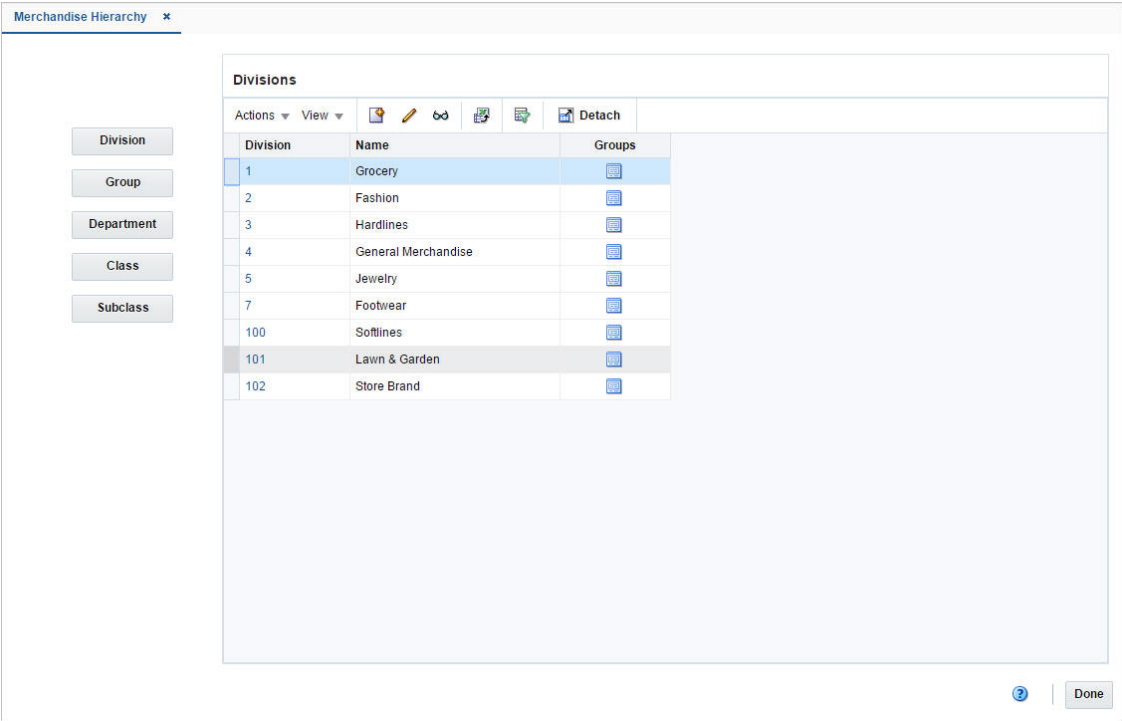 Merchandise Hierarchy ×
Divisions
Actions View Detach
Division
Group
Department
Class
Subclass
Division Name Groups
1 Grocery
2 Fashion
3 Hardlines
4 General Merchandise
5 Jewelry
7 Footwear
100 Softlines
101 Lawn & Garden
102 Store Brand
? Done